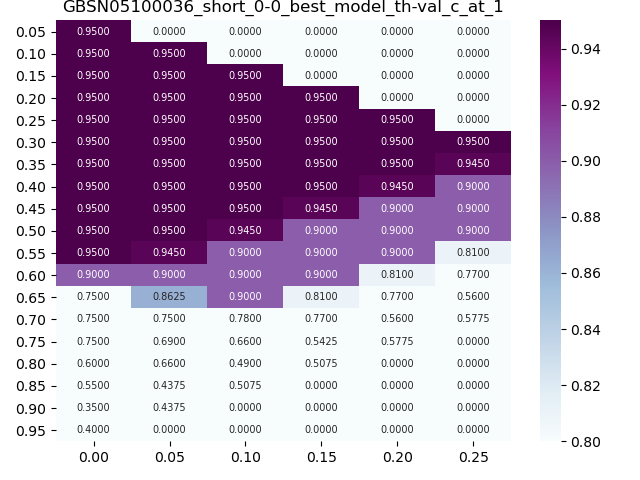 GBSN05100036_short_0-0_best_model_th-val_c_at_1
0.05 0.9500 0.0000 0.0000 0.0000 0.0000 0.0000
0.10 0.9500 0.9500 0.0000 0.0000 0.0000 0.0000
0.15 0.9500 0.9500 0.9500 0.0000 0.0000 0.0000
0.20 0.9500 0.9500 0.9500 0.9500 0.0000 0.0000
0.25 0.9500 0.9500 0.9500 0.9500 0.9500 0.0000
0.30 0.9500 0.9500 0.9500 0.9500 0.9500 0.9500
0.35 0.9500 0.9500 0.9500 0.9500 0.9500 0.9450
0.40 0.9500 0.9500 0.9500 0.9500 0.9450 0.9000
0.45 0.9500 0.9500 0.9500 0.9450 0.9000 0.9000
0.50 0.9500 0.9500 0.9450 0.9000 0.9000 0.9000
0.55 0.9500 0.9450 0.9000 0.9000 0.9000 0.8100
0.60 0.9000 0.9000 0.9000 0.9000 0.8100 0.7700
0.65 0.7500 0.8625 0.9000 0.8100 0.7700 0.5600
0.70 0.7500 0.7500 0.7800 0.7700 0.5600 0.5775
0.75 0.7500 0.6900 0.6600 0.5425 0.5775 0.0000
0.80 0.6000 0.6600 0.4900 0.5075 0.0000 0.0000
0.85 0.5500 0.4375 0.5075 0.0000 0.0000 0.0000
0.90 0.3500 0.4375 0.0000 0.0000 0.0000 0.0000
0.95 0.4000 0.0000 0.0000 0.0000 0.0000 0.0000
0.00 0.05 0.10 0.15 0.20 0.25
0.94
0.92
0.90
0.88
0.86
0.84
0.82
0.80